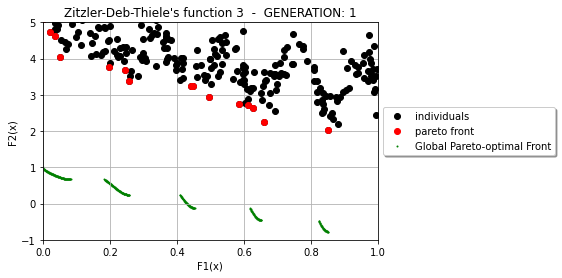 Zitzler-Deb-Thiele's function 3 - GENERATION: 1
5
4
3
2
1
0
−1
F2(x)
0.0 0.2 0.4 0.6 0.8 1.0
F1(x)
individuals
pareto front
Global Pareto-optimal Front